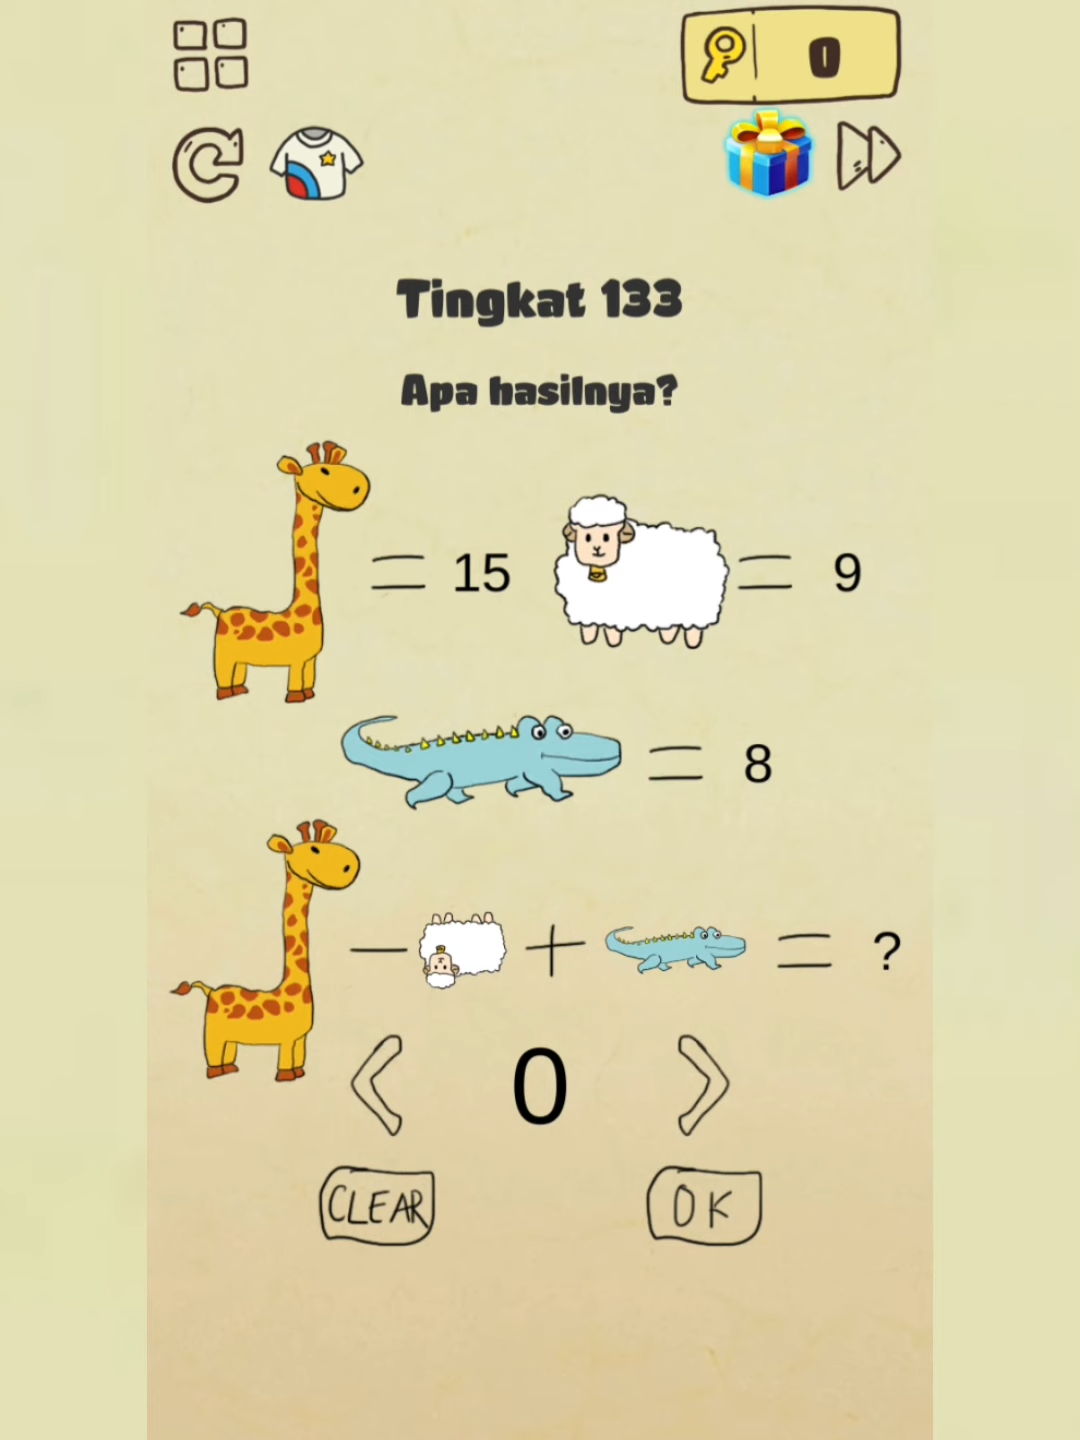 0
Tingkat 133
Apa hasilnya?
= 15 = 9
= 8
− + = ?
< 0 >
CLEAR OK